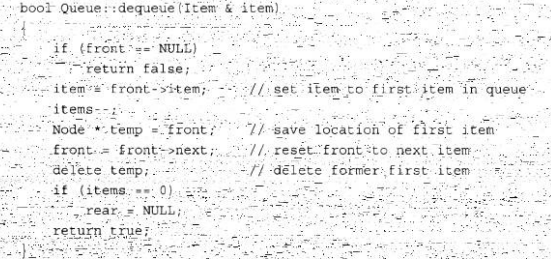 bool Queue::dequeue(Item & item)
{
if (front == NULL)
return false;
item = front->item; // set item to first item in queue
items--;
Node * temp = front; // save location of first item
front = front->next; // reset front to next item
delete temp; // delete former first item
if (items == 0)
rear = NULL;
return true;
}